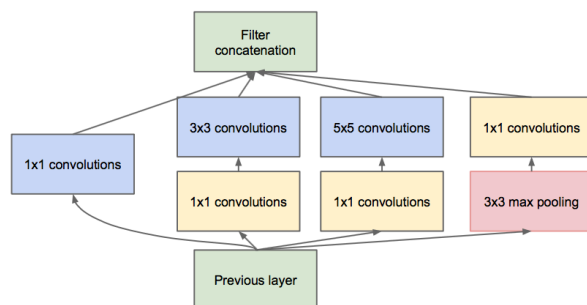 Filter
concatenation
3x3 convolutions
5x5 convolutions
1x1 convolutions
1x1 convolutions
1x1 convolutions
1x1 convolutions
3x3 max pooling
Previous layer